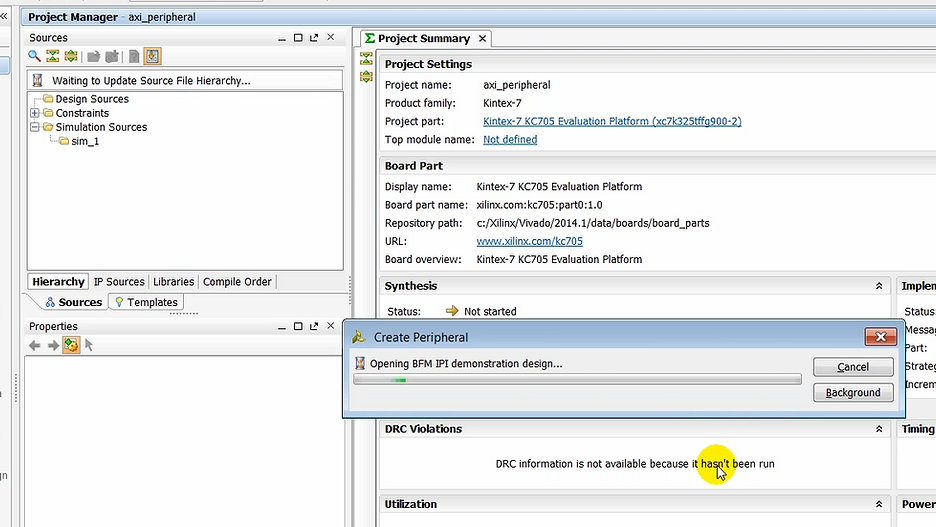 Project Manager - axi_peripheral
Sources
Waiting to Update Source File Hierarchy...
Design Sources
Constraints
Simulation Sources
sim_1
Hierarchy IP Sources Libraries Compile Order
Sources Templates
Properties
Project Summary
Project Settings
Project name: axi_peripheral
Product family: Kintex-7
Project part: Kintex-7 KC705 Evaluation Platform (xc7k325tffg900-2)
Top module name: Not defined
Board Part
Display name: Kintex-7 KC705 Evaluation Platform
Board part name: xilinx.com:kc705:part0:1.0
Repository path: c:/Xilinx/Vivado/2014.1/data/boards/board_parts
URL: www.xilinx.com/kc705
Board overview: Kintex-7 KC705 Evaluation Platform
Synthesis
Status: Not started
Implen
Status:
Messag
Part:
Strateg
Increm
Create Peripheral
Opening BFM IPI demonstration design...
Cancel
Background
DRC Violations
Timing
DRC information is not available because it hasn't been run
Utilization
Power